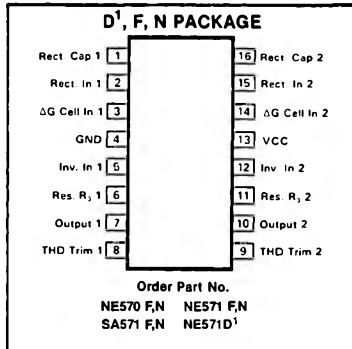 D¹, F, N PACKAGE
Rect. Cap 1 1 16 Rect. Cap 2
Rect. In 1 2 15 Rect. In 2
ΔG Cell In 1 3 14 ΔG Cell In 2
GND 4 13 VCC
Inv. In 1 5 12 Inv. In 2
Res. R₃ 1 6 11 Res. R₃ 2
Output 1 7 10 Output 2
THD Trim 1 8 9 THD Trim 2
Order Part No.
NE570 F,N NE571 F,N
SA571 F,N NE571D¹